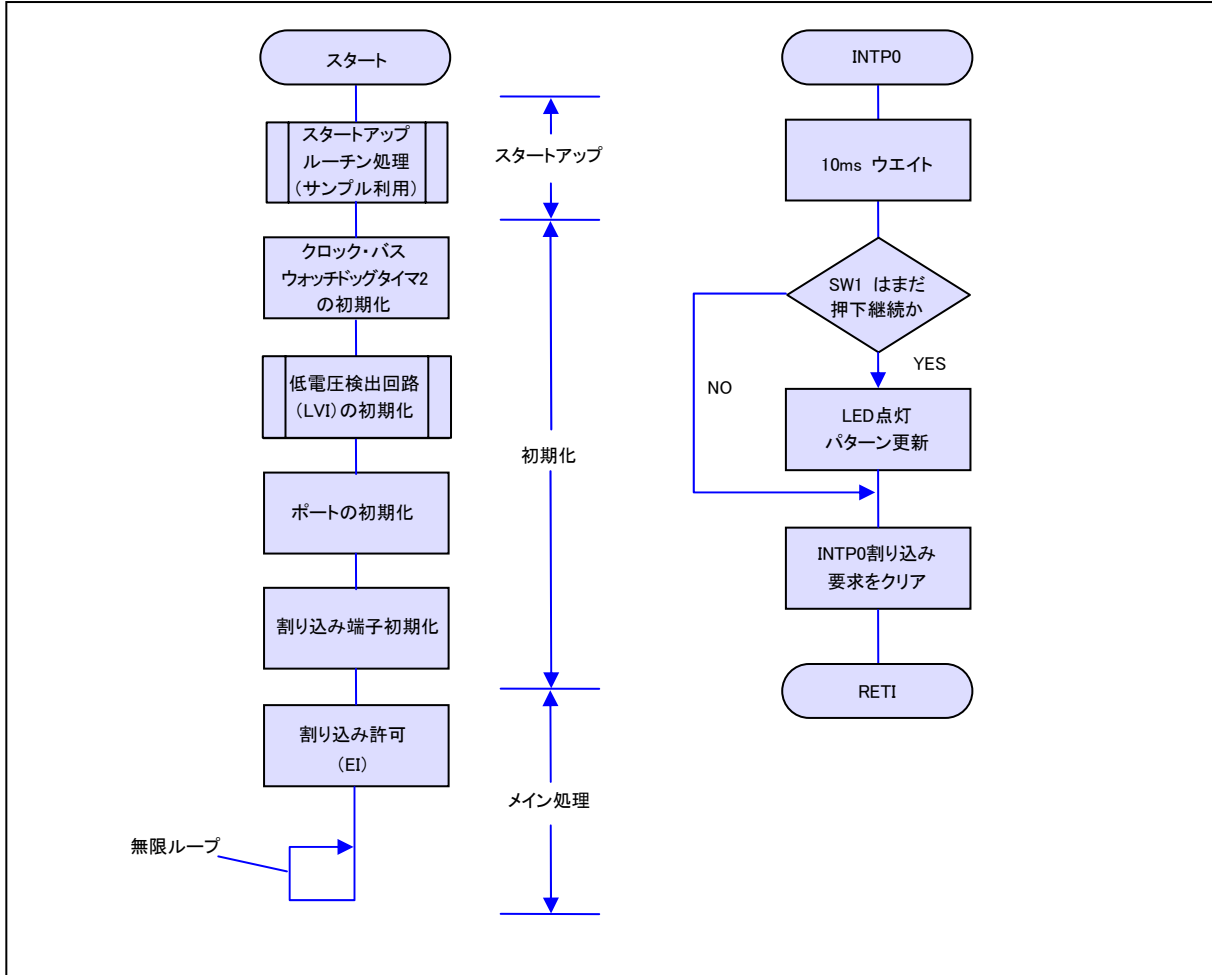 スタート
スタートアップ
ルーチン処理
（サンプル利用）
クロック・バス
ウォッチドッグタイマ2
の初期化
低電圧検出回路
（LVI）の初期化
ポートの初期化
割り込み端子初期化
割り込み許可
（EI）
無限ループ
スタートアップ
初期化
メイン処理
INTP0
10ms ウエイト
SW1 はまだ
押下継続か
YES
NO
LED点灯
パターン更新
INTP0割り込み
要求をクリア
RETI